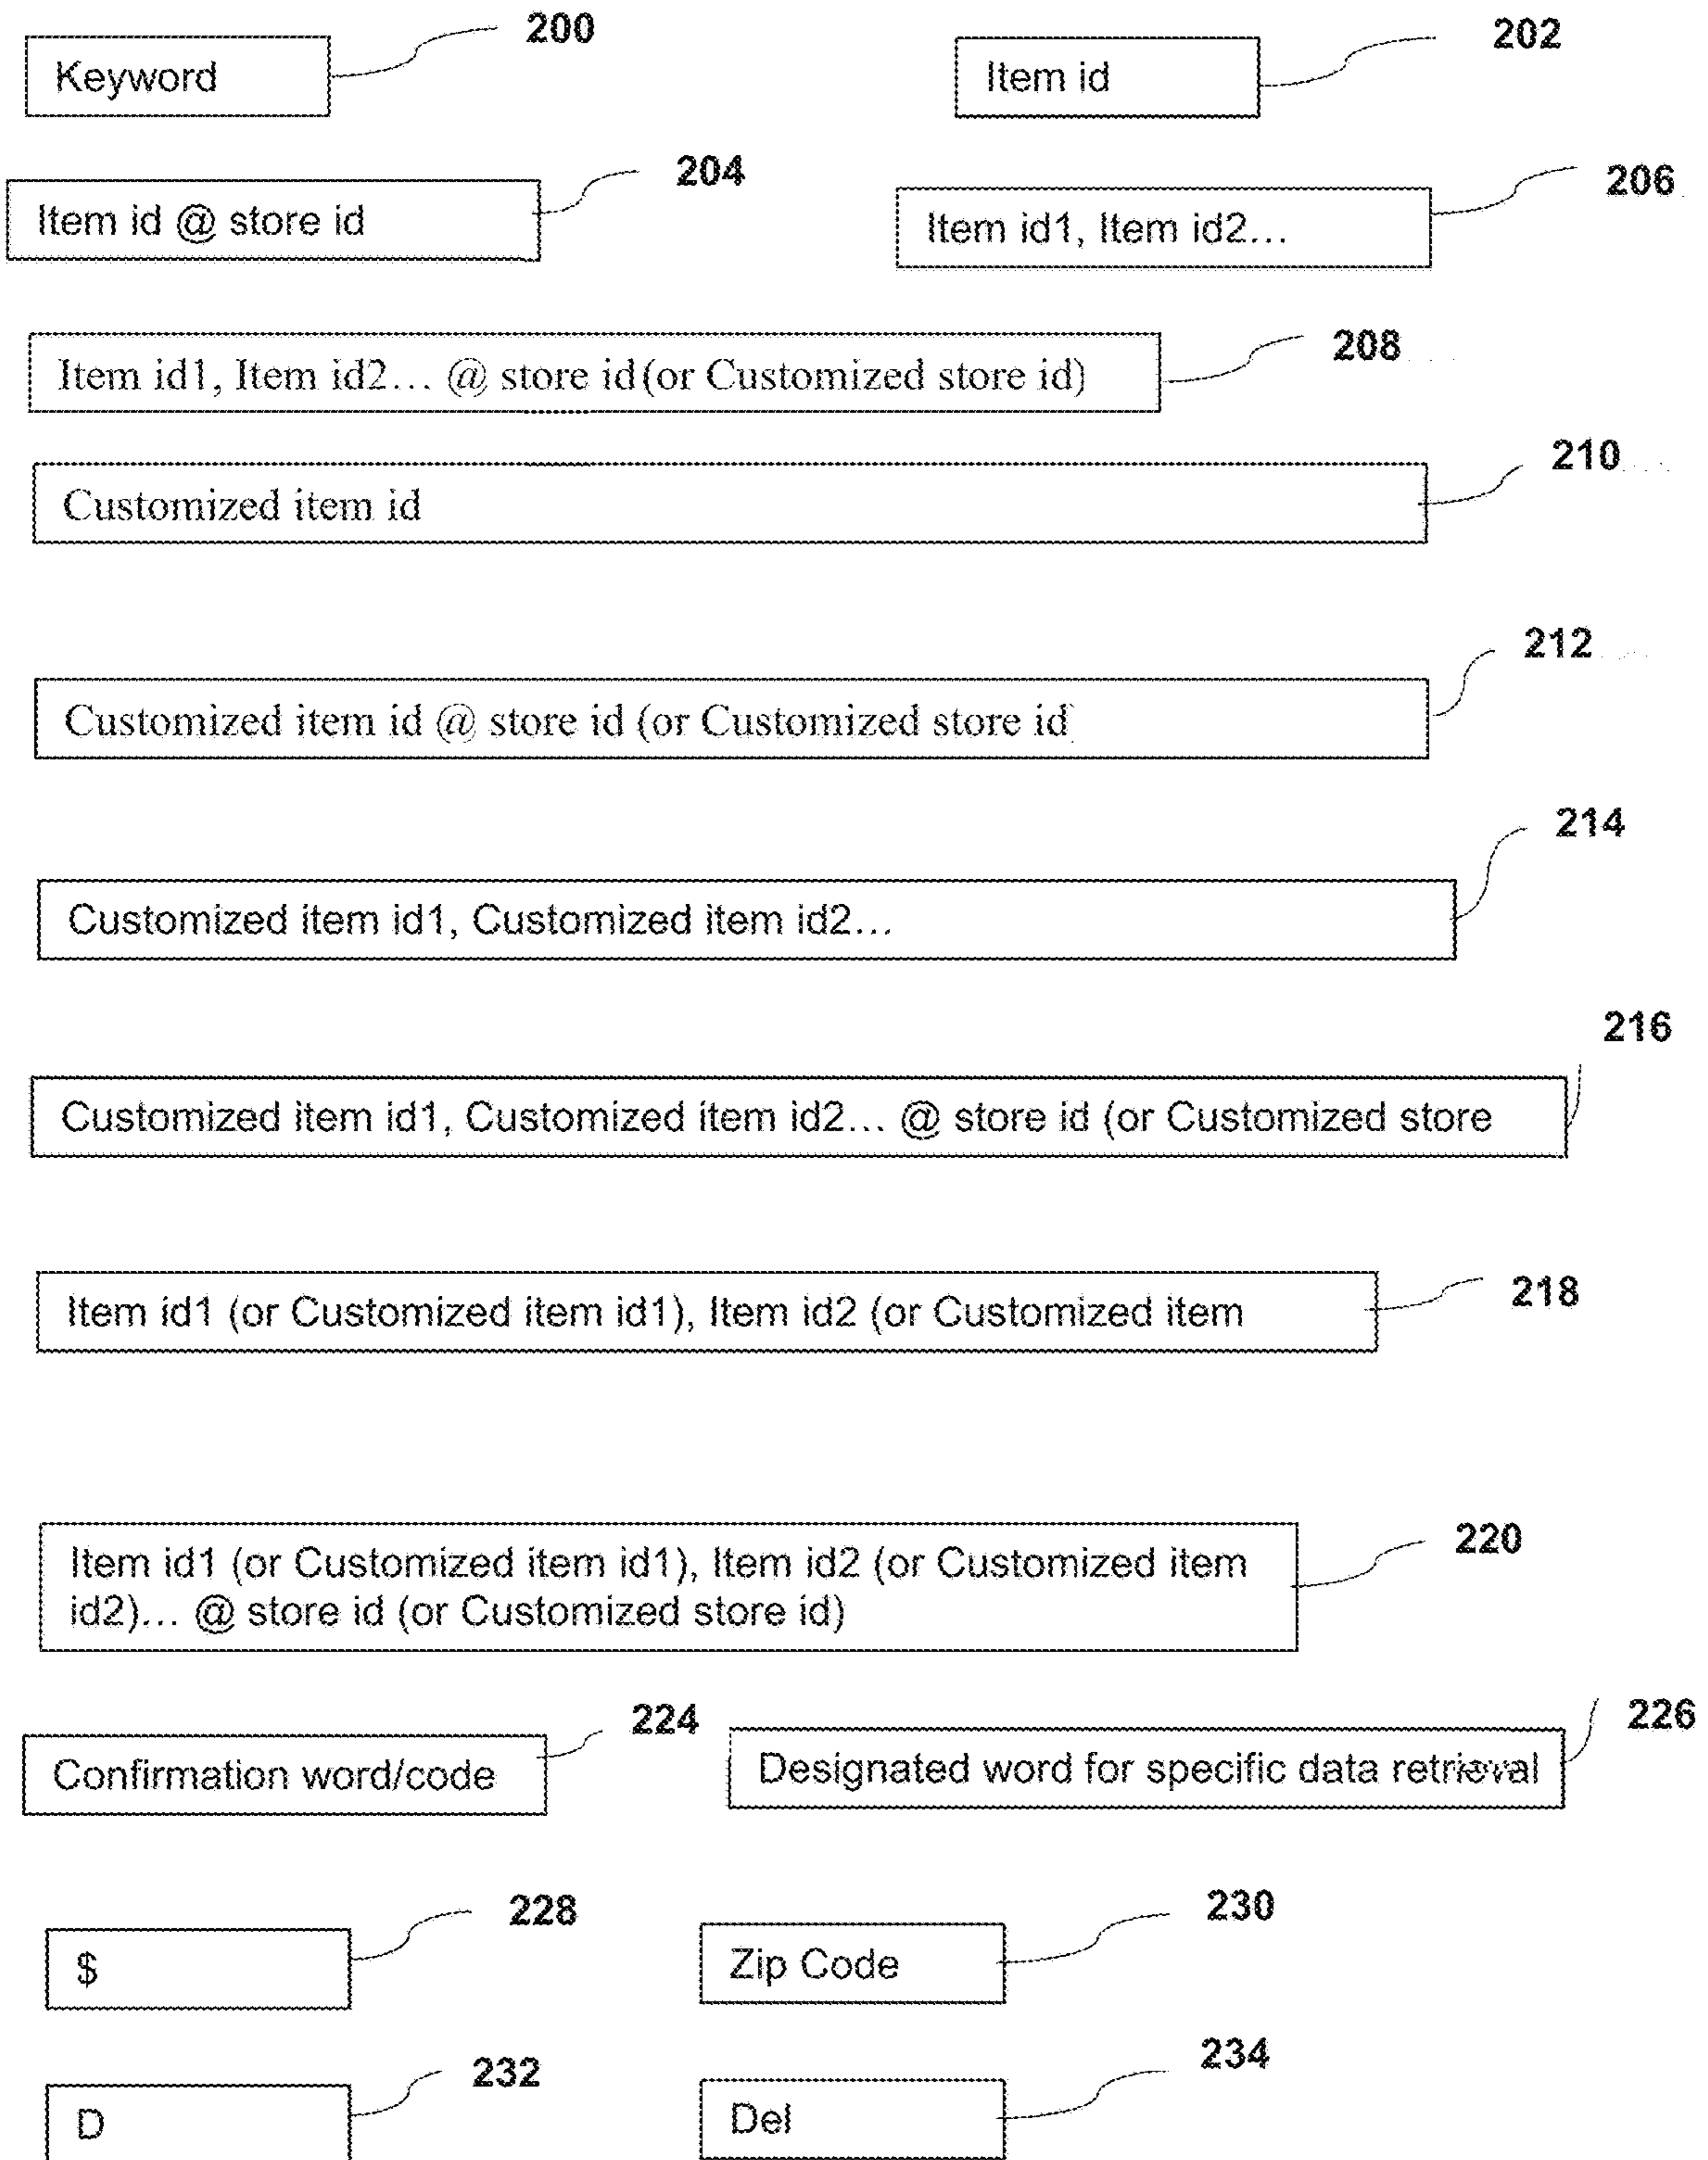 200
Keyword
202
Item id
204
Item id @ store id
206
Item id1, Item id2...
208
Item id1, Item id2... @ store id(or Customized store id)
210
Customized item id
212
Customized item id @ store id (or Customized store id
214
Customized item id1, Customized item id2...
216
Customized item id1, Customized item id2... @ store id (or Customized store
218
Item id1 (or Customized item id1), Item id2 (or Customized item
220
Item id1 (or Customized item id1), Item id2 (or Customized item
id2)... @ store id (or Customized store id)
224
Confirmation word/code
226
Designated word for specific data retrieval
228
$
230
Zip Code
232
D
234
Del